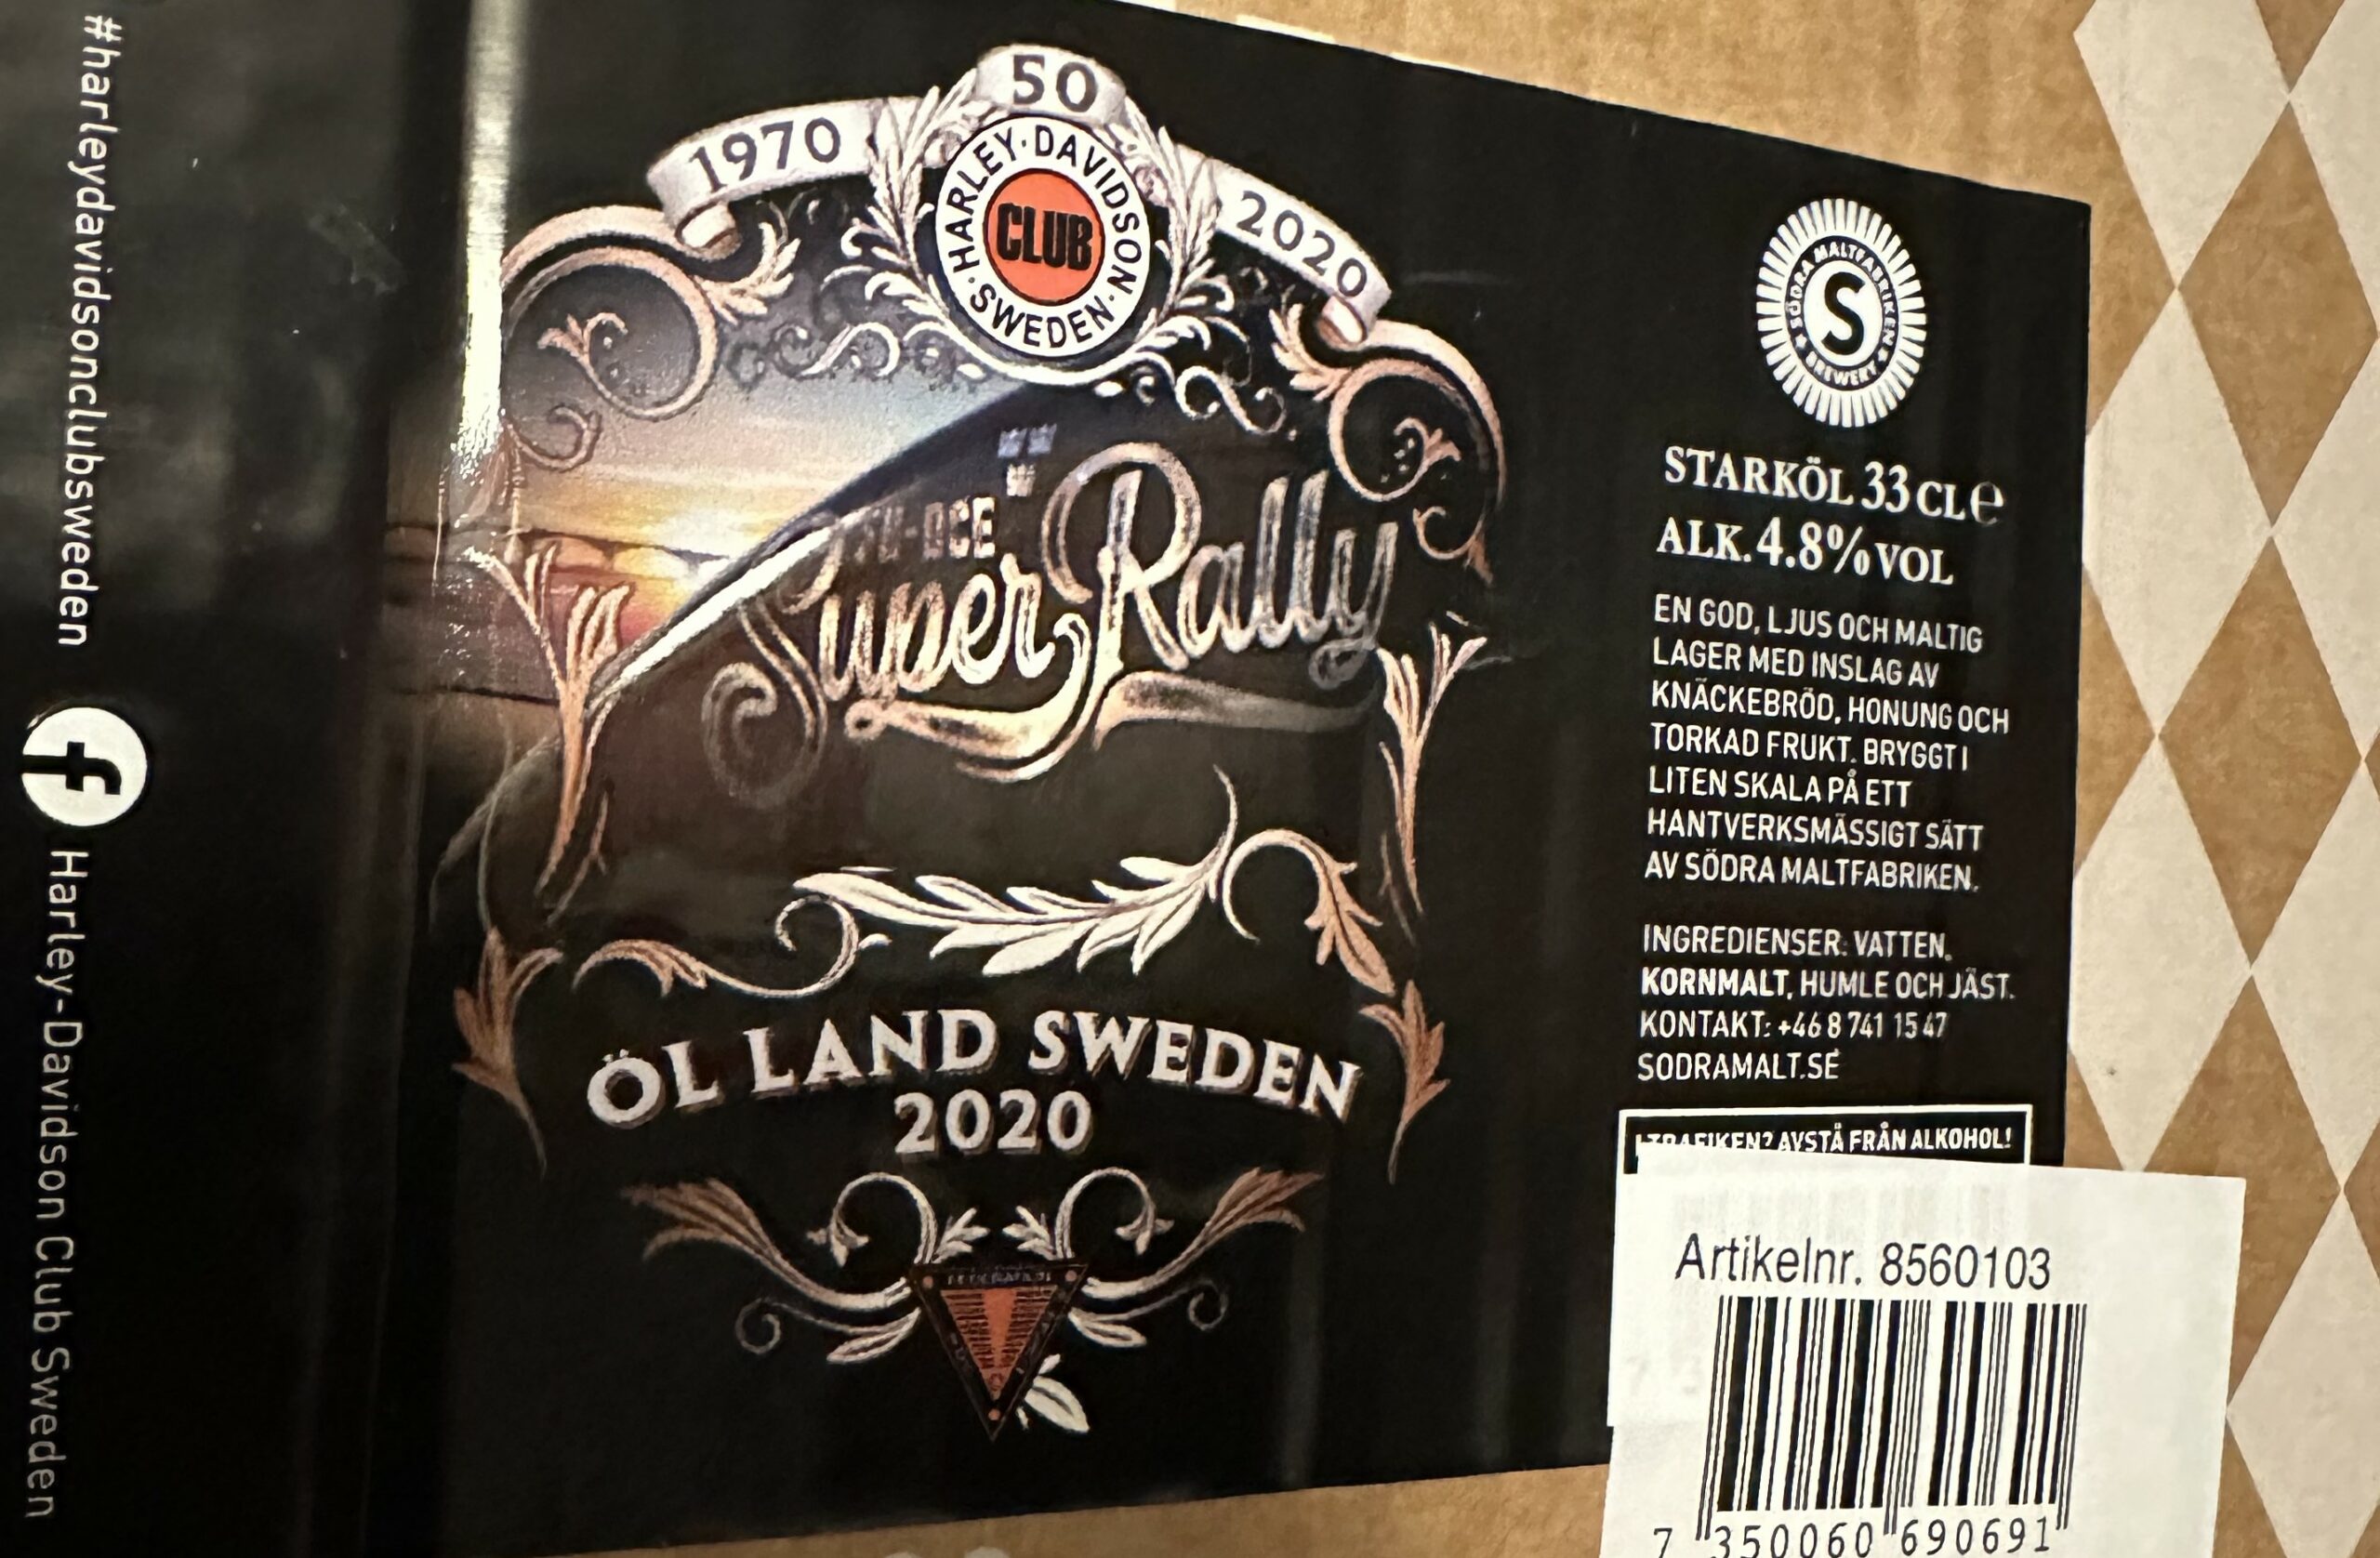 #harleydavidsonclubsweden
Harley-Davidson Club Sweden
50
1970
2020
HARLEY·DAVIDSON
CLUB
·SWEDEN·
Super Rally
ÖL LAND SWEDEN
2020
SÖDRA MALTFABRIKEN
S
BREWERY
STARKÖL 33 CL e
ALK. 4.8% VOL
EN GOD, LJUS OCH MALTIG
LAGER MED INSLAG AV
KNÄCKEBRÖD, HONUNG OCH
TORKAD FRUKT. BRYGGT I
LITEN SKALA PÅ ETT
HANTVERKSMÄSSIGT SÄTT
AV SÖDRA MALTFABRIKEN.
INGREDIENSER: VATTEN,
KORNMALT, HUMLE OCH JÄST.
KONTAKT: +46 8 741 15 47
SODRAMALT.SE
I TRAFIKEN? AVSTÅ FRÅN ALKOHOL!
Artikelnr. 8560103
7 350060 690691